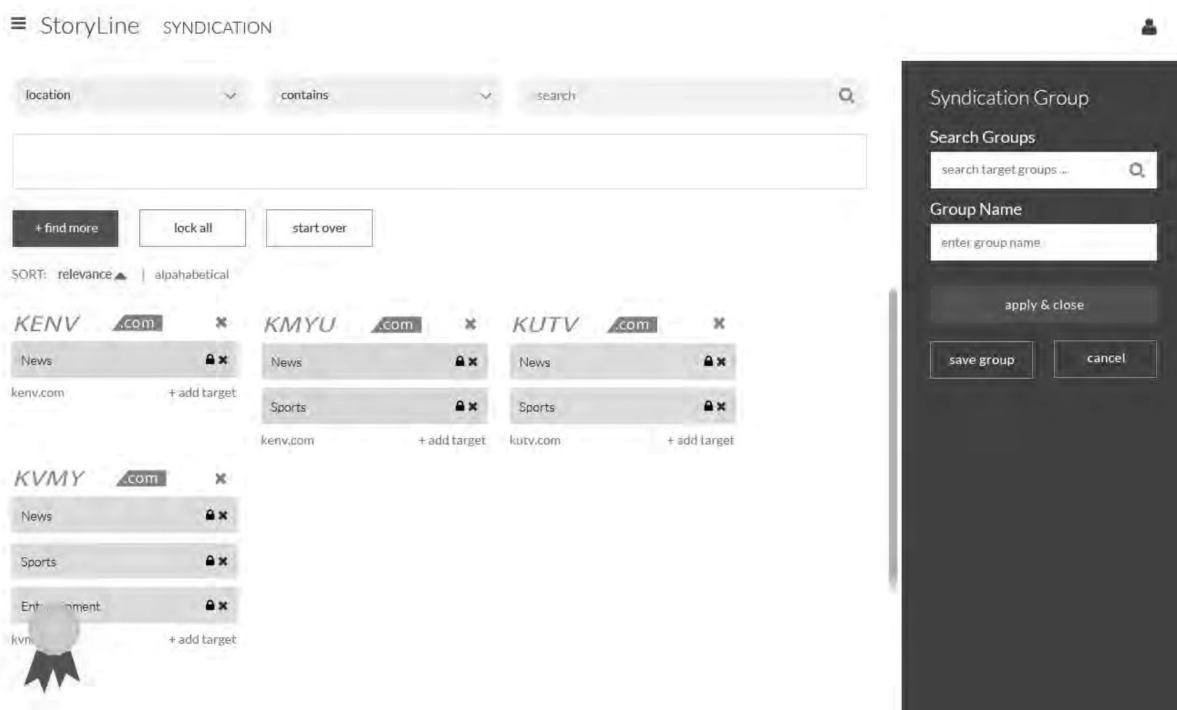 StoryLine SYNDICATION
location
contains
search
+ find more
lock all
start over
SORT: relevance | alpahabetical
KENV .com
News
kenv.com + add target
KMYU .com
News
Sports
kenv.com + add target
KUTV .com
News
Sports
kutv.com + add target
KVMY .com
News
Sports
+ add target
Syndication Group
Search Groups
search target groups ...
Group Name
enter group name
apply & close
save group
cancel